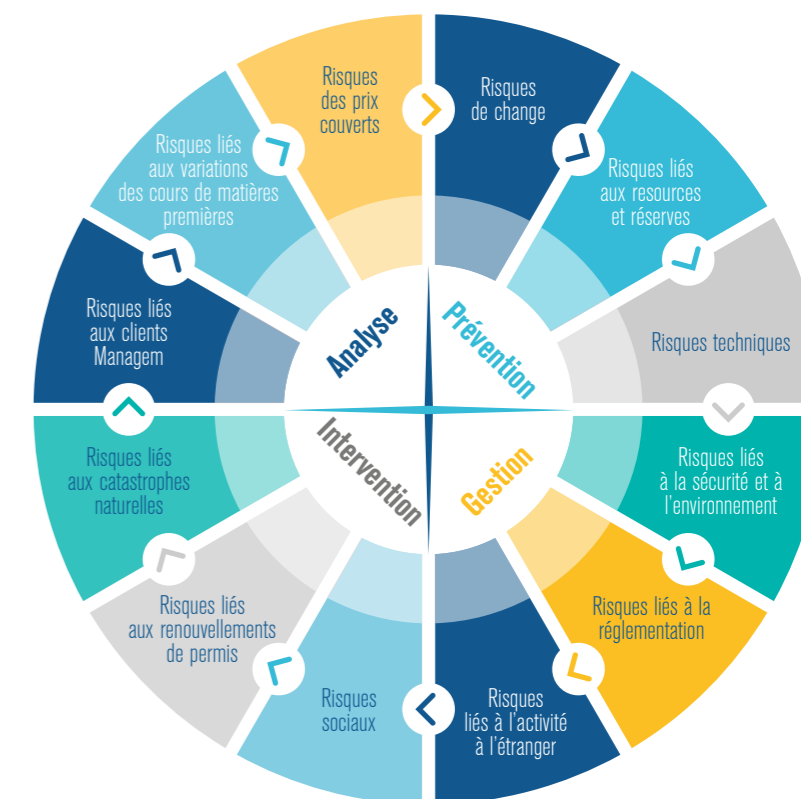 Risques
des prix
couverts
Risques
de change
Risques liés
aux resources
et réserves
Risques techniques
Risques liés
à la sécurité et à
l'environnement
Risques liés à la
réglementation
Risques
liés à l'activité
à l'étranger
Risques
sociaux
Risques liés
aux renouvellements
de permis
Risques liés
aux catastrophes
naturelles
Risques liés
aux clients
Managem
Risques liés
aux variations
des cours de matières
premières
Analyse
Prévention
Intervention
Gestion